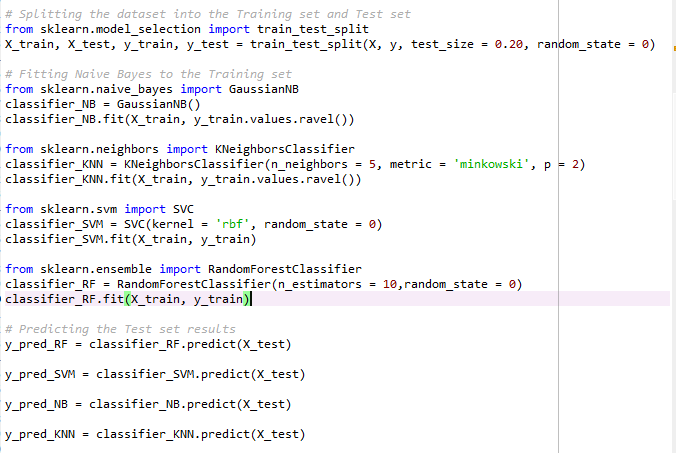 # Splitting the dataset into the Training set and Test set
from sklearn.model_selection import train_test_split
X_train, X_test, y_train, y_test = train_test_split(X, y, test_size = 0.20, random_state = 0)
# Fitting Naive Bayes to the Training set
from sklearn.naive_bayes import GaussianNB
classifier_NB = GaussianNB()
classifier_NB.fit(X_train, y_train.values.ravel())
from sklearn.neighbors import KNeighborsClassifier
classifier_KNN = KNeighborsClassifier(n_neighbors = 5, metric = 'minkowski', p = 2)
classifier_KNN.fit(X_train, y_train.values.ravel())
from sklearn.svm import SVC
classifier_SVM = SVC(kernel = 'rbf', random_state = 0)
classifier_SVM.fit(X_train, y_train)
from sklearn.ensemble import RandomForestClassifier
classifier_RF = RandomForestClassifier(n_estimators = 10,random_state = 0)
classifier_RF.fit(X_train, y_train)
# Predicting the Test set results
y_pred_RF = classifier_RF.predict(X_test)
y_pred_SVM = classifier_SVM.predict(X_test)
y_pred_NB = classifier_NB.predict(X_test)
y_pred_KNN = classifier_KNN.predict(X_test)